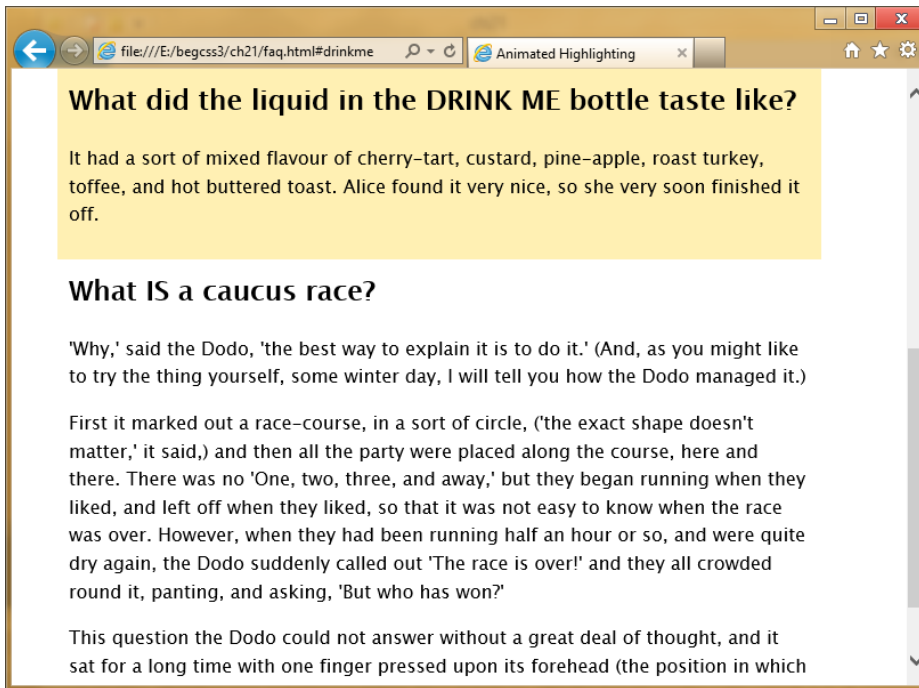 file:///E:/begcss3/ch21/faq.html#drinkme
Animated Highlighting
What did the liquid in the DRINK ME bottle taste like?
It had a sort of mixed flavour of cherry-tart, custard, pine-apple, roast turkey,
toffee, and hot buttered toast. Alice found it very nice, so she very soon finished it
off.
What IS a caucus race?
'Why,' said the Dodo, 'the best way to explain it is to do it.' (And, as you might like
to try the thing yourself, some winter day, I will tell you how the Dodo managed it.)
First it marked out a race-course, in a sort of circle, ('the exact shape doesn't
matter,' it said,) and then all the party were placed along the course, here and
there. There was no 'One, two, three, and away,' but they began running when they
liked, and left off when they liked, so that it was not easy to know when the race
was over. However, when they had been running half an hour or so, and were quite
dry again, the Dodo suddenly called out 'The race is over!' and they all crowded
round it, panting, and asking, 'But who has won?'
This question the Dodo could not answer without a great deal of thought, and it
sat for a long time with one finger pressed upon its forehead (the position in which